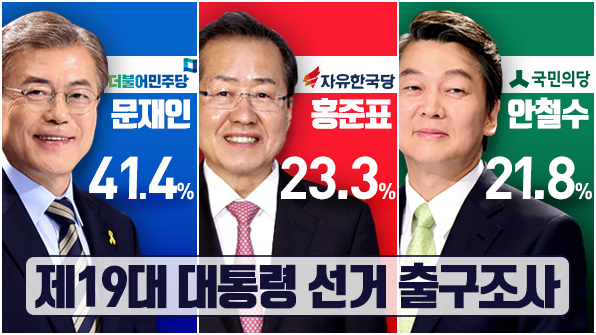 더불어민주당
문재인
41.4%
자유한국당
홍준표
23.3%
국민의당
안철수
21.8%
제19대 대통령 선거 출구조사